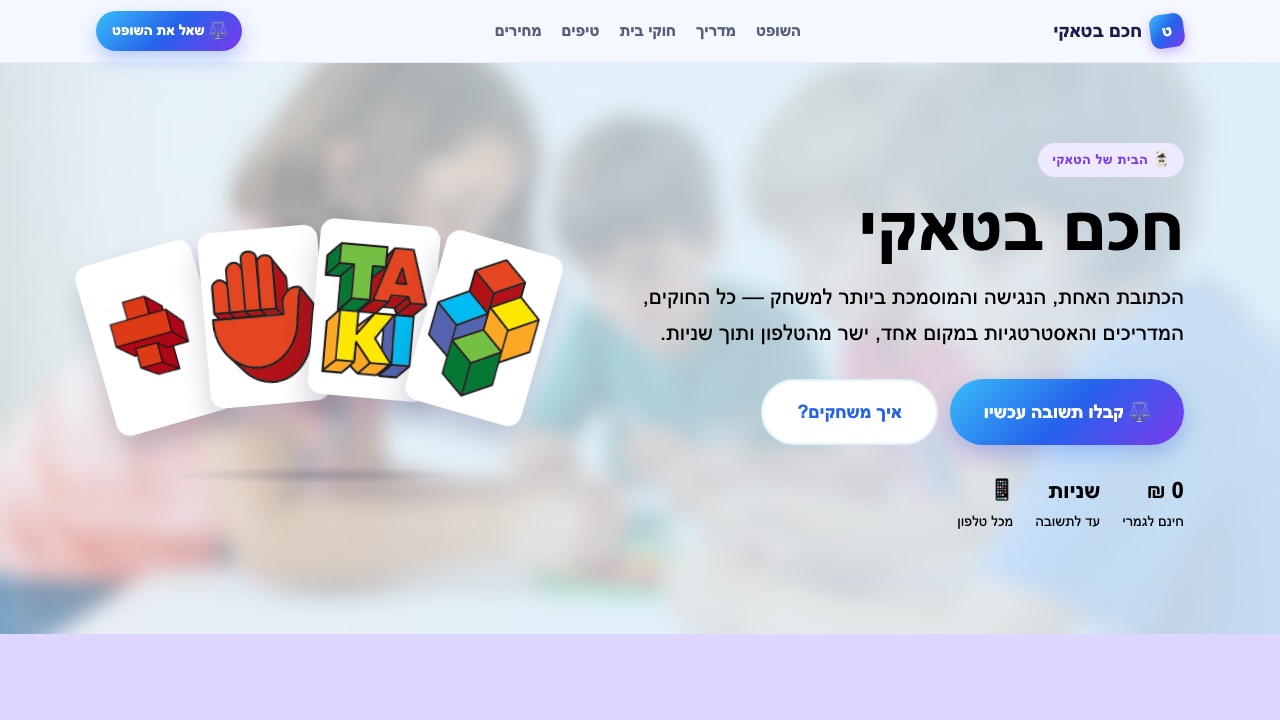 ט
חכם בטאקי
השופט
מדריך
חוקי בית
טיפים
מחירים
⚖️ שאל את השופט
🃏 הבית של הטאקי
חכם בטאקי
הכתובת האחת, הנגישה והמוסמכת ביותר למשחק — כל החוקים,
המדריכים והאסטרטגיות במקום אחד, ישר מהטלפון ותוך שניות.
⚖️ קבלו תשובה עכשיו
איך משחקים?
0 ₪
חינם לגמרי
שניות
עד לתשובה
📱
מכל טלפון
TA
KI